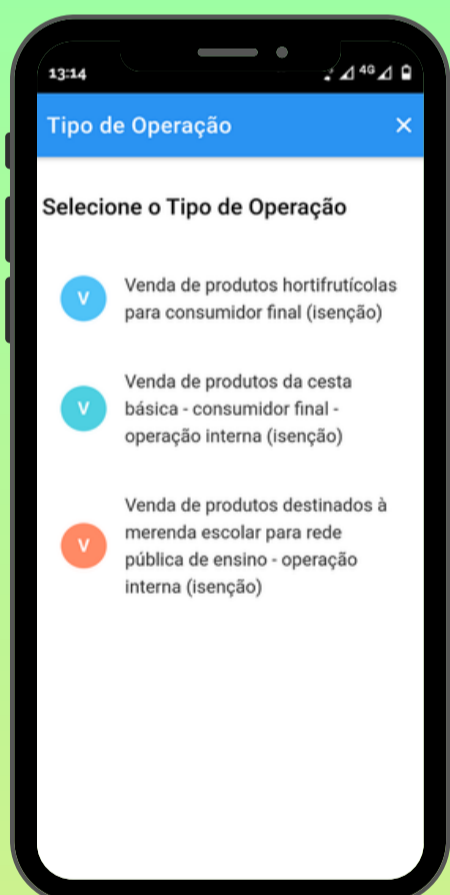 13:14
4G
Tipo de Operação ×
Selecione o Tipo de Operação
V
Venda de produtos hortifrutícolas
para consumidor final (isenção)
V
Venda de produtos da cesta
básica - consumidor final -
operação interna (isenção)
V
Venda de produtos destinados à
merenda escolar para rede
pública de ensino - operação
interna (isenção)